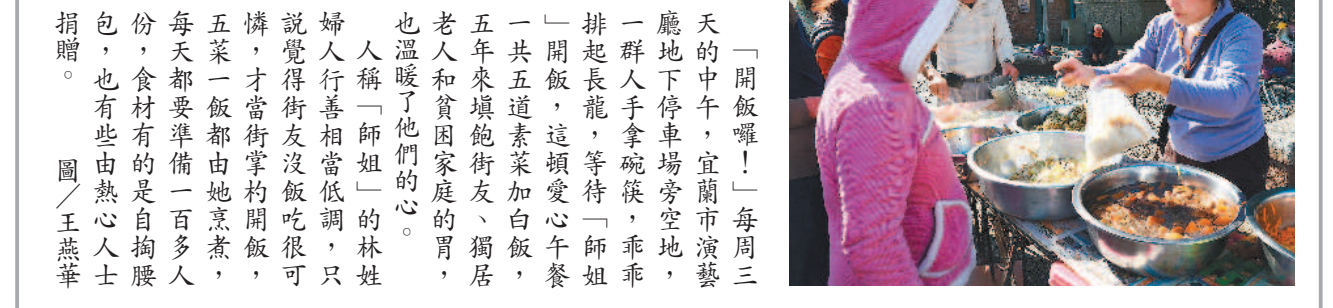 「開飯囉！」每周三
天的中午，宜蘭市演藝
廳地下停車場旁空地，
一群人手拿碗筷，乖乖
排起長龍，等待「師姐
」開飯，這頓愛心午餐
一共五道素菜加白飯，
五年來填飽街友、獨居
老人和貧困家庭的胃，
也溫暖了他們的心。
人稱「師姐」的林姓
婦人行善相當低調，只
說覺得街友沒飯吃很可
憐，才當街掌杓開飯，
五菜一飯都由她烹煮，
每天都要準備一百多人
份，食材有的是自掏腰
包，也有些由熱心人士
捐贈。　圖／王燕華